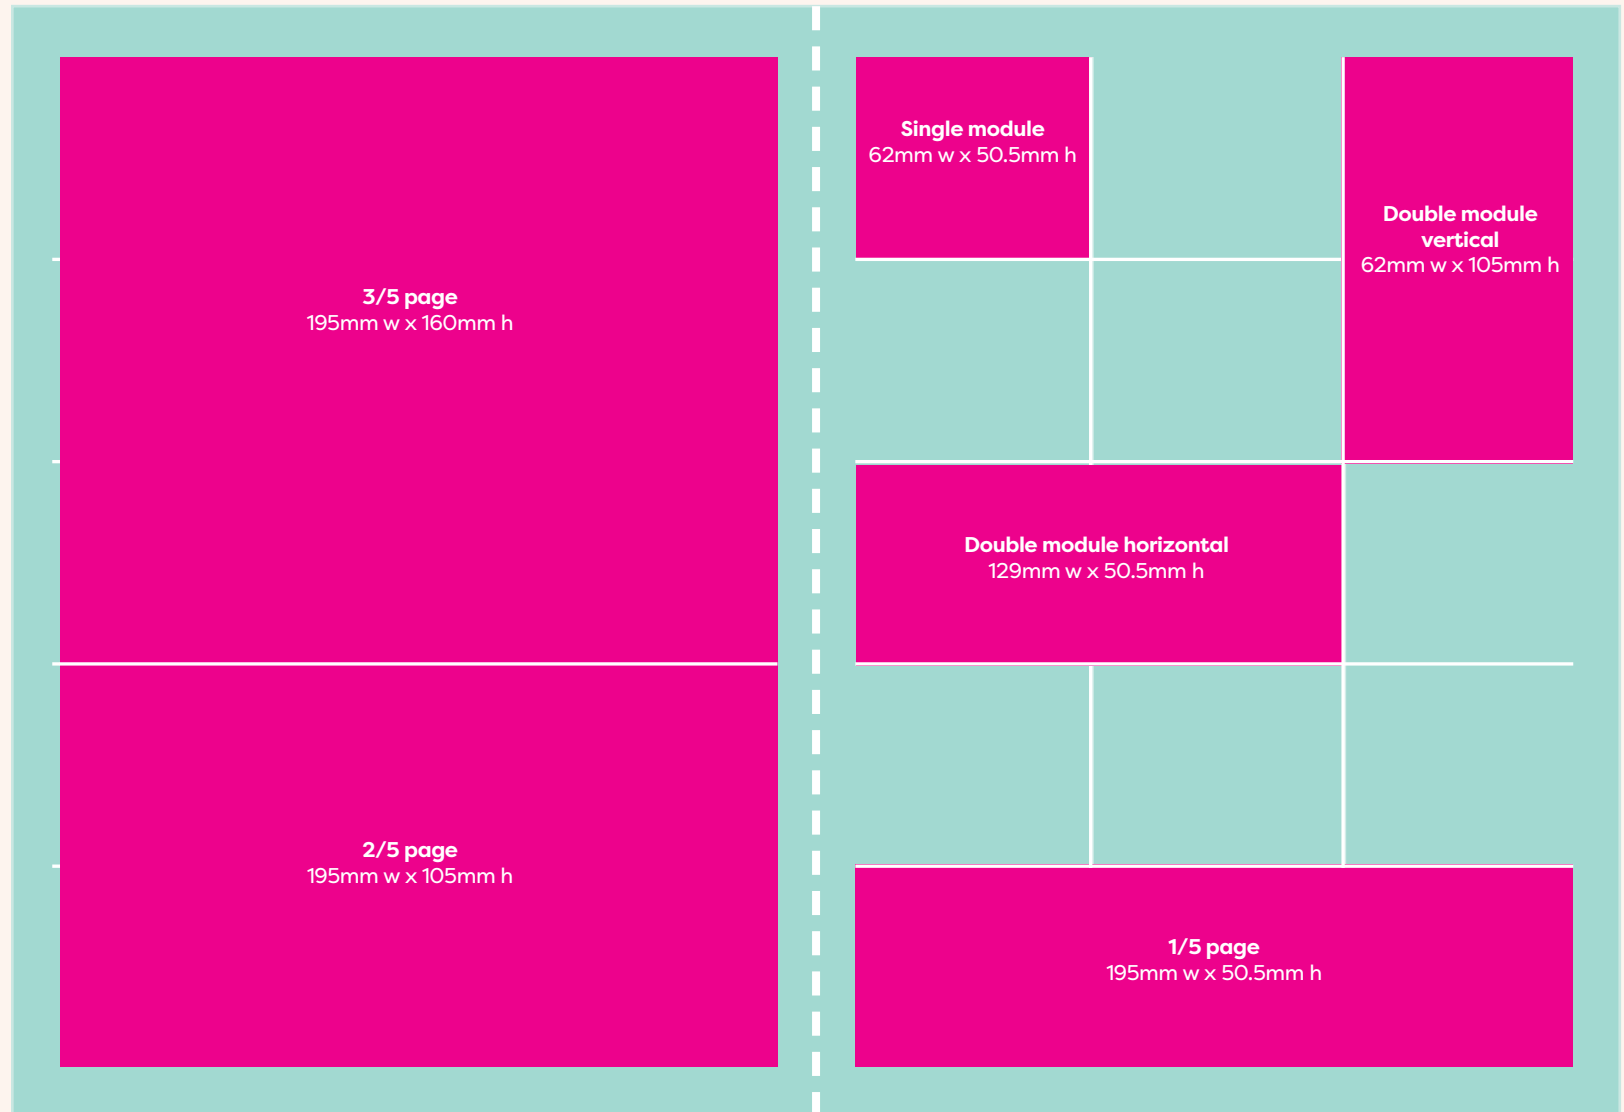 3/5 page
195mm w x 160mm h
2/5 page
195mm w x 105mm h
Single module
62mm w x 50.5mm h
Double module
vertical
62mm w x 105mm h
Double module horizontal
129mm w x 50.5mm h
1/5 page
195mm w x 50.5mm h